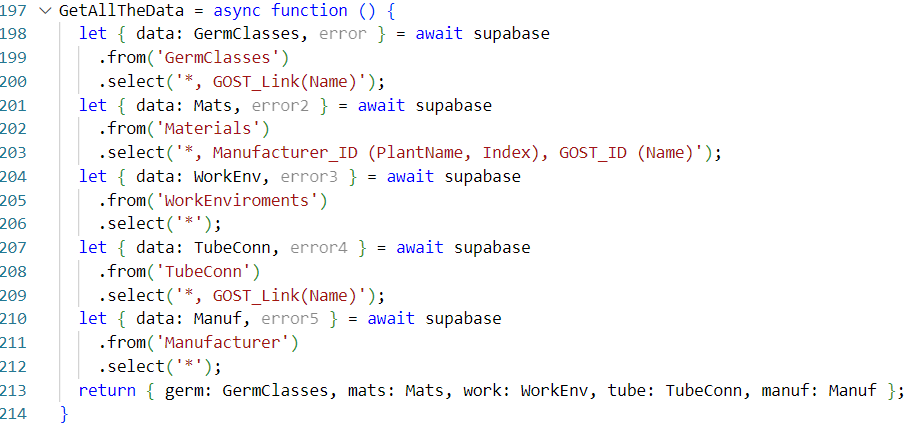 197 GetAllTheData = async function () {
198 let { data: GermClasses, error } = await supabase
199 .from('GermClasses')
200 .select('*, GOST_Link(Name)');
201 let { data: Mats, error2 } = await supabase
202 .from('Materials')
203 .select('*, Manufacturer_ID (PlantName, Index), GOST_ID (Name)');
204 let { data: WorkEnv, error3 } = await supabase
205 .from('WorkEnviroments')
206 .select('*');
207 let { data: TubeConn, error4 } = await supabase
208 .from('TubeConn')
209 .select('*, GOST_Link(Name)');
210 let { data: Manuf, error5 } = await supabase
211 .from('Manufacturer')
212 .select('*');
213 return { germ: GermClasses, mats: Mats, work: WorkEnv, tube: TubeConn, manuf: Manuf };
214 }